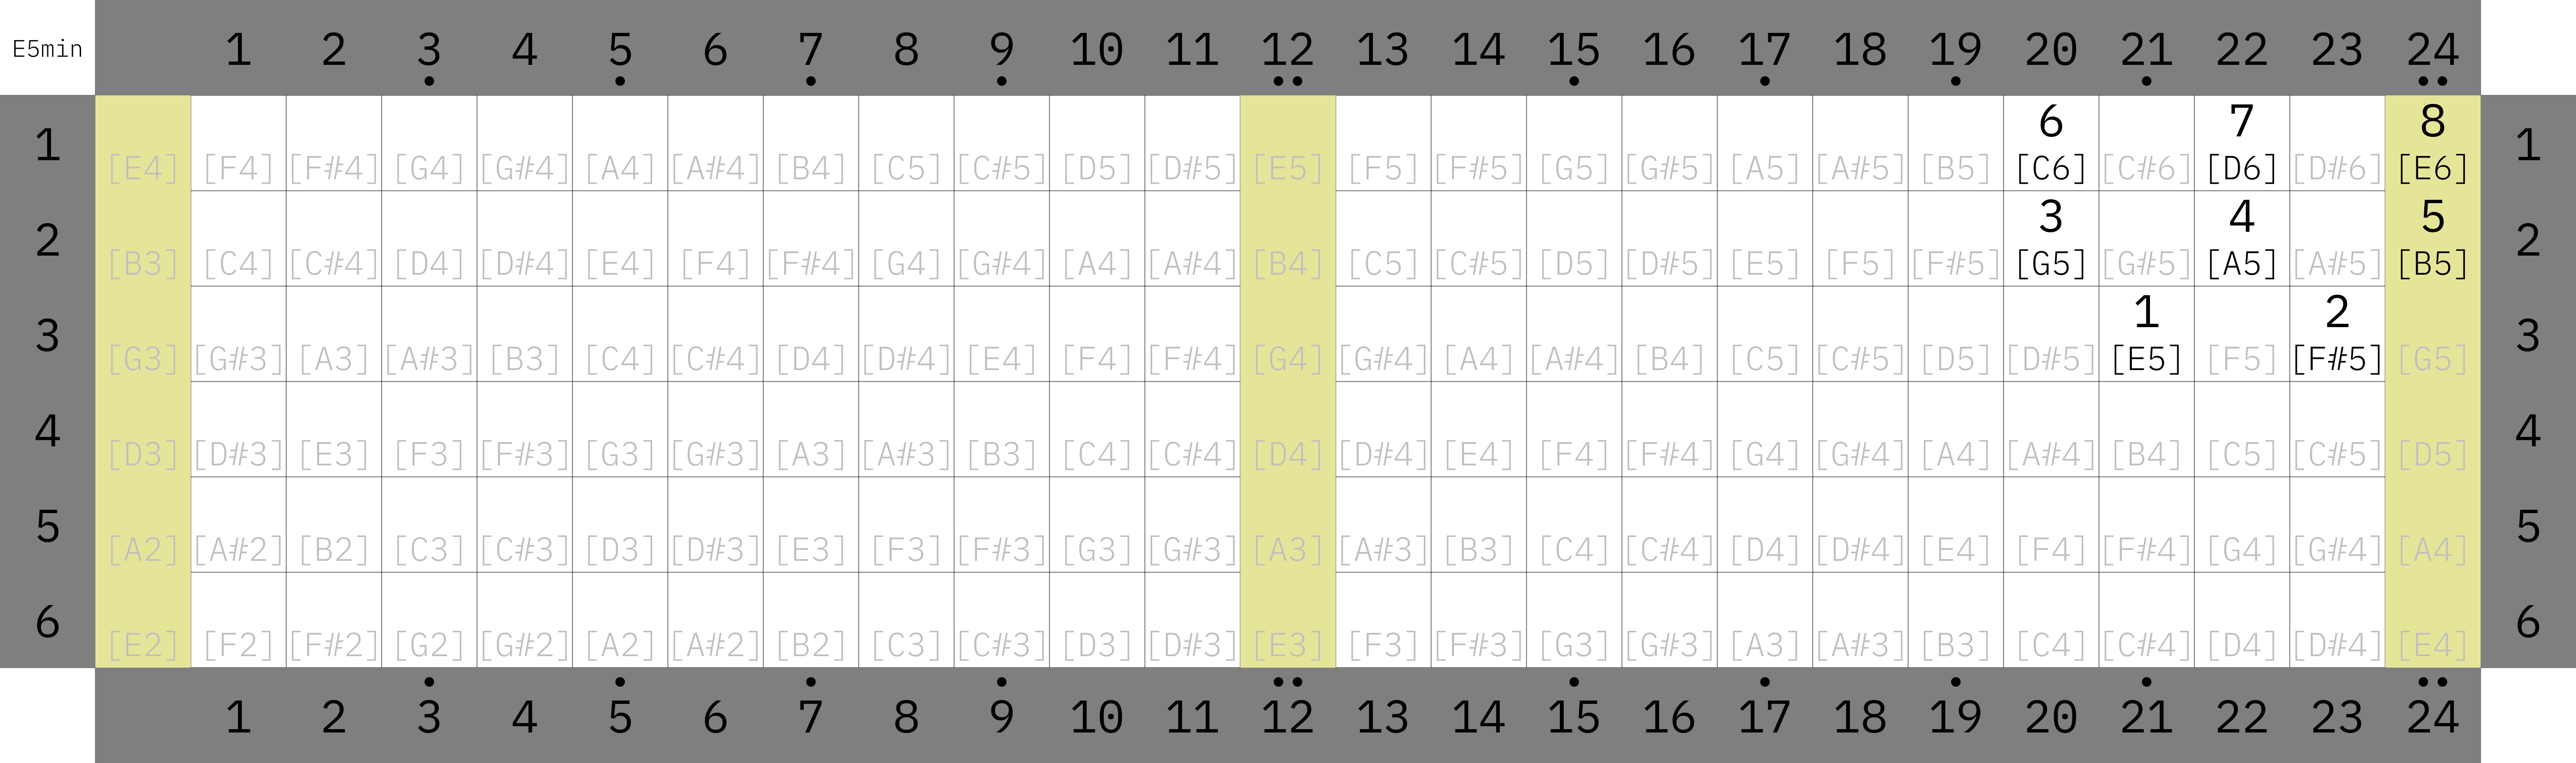 1 2 3 4 5 6 7 8 9 10 11 12 13 14 15 16 17 18 19 20 21 22 23 24
E5min
6 7 8
1 [E4] [F4] [F#4] [G4] [G#4] [A4] [A#4] [B4] [C5] [C#5] [D5] [D#5] [E5] [F5] [F#5] [G5] [G#5] [A5] [A#5] [B5] [C6] [C#6] [D6] [D#6] [E6] 1
3 4 5
2 [B3] [C4] [C#4] [D4] [D#4] [E4] [F4] [F#4] [G4] [G#4] [A4] [A#4] [B4] [C5] [C#5] [D5] [D#5] [E5] [F5] [F#5] [G5] [G#5] [A5] [A#5] [B5] 2
1 2
3 [G3] [G#3] [A3] [A#3] [B3] [C4] [C#4] [D4] [D#4] [E4] [F4] [F#4] [G4] [G#4] [A4] [A#4] [B4] [C5] [C#5] [D5] [D#5] [E5] [F5] [F#5] [G5] 3
4 [D3] [D#3] [E3] [F3] [F#3] [G3] [G#3] [A3] [A#3] [B3] [C4] [C#4] [D4] [D#4] [E4] [F4] [F#4] [G4] [G#4] [A4] [A#4] [B4] [C5] [C#5] [D5] 4
5 [A2] [A#2] [B2] [C3] [C#3] [D3] [D#3] [E3] [F3] [F#3] [G3] [G#3] [A3] [A#3] [B3] [C4] [C#4] [D4] [D#4] [E4] [F4] [F#4] [G4] [G#4] [A4] 5
6 [E2] [F2] [F#2] [G2] [G#2] [A2] [A#2] [B2] [C3] [C#3] [D3] [D#3] [E3] [F3] [F#3] [G3] [G#3] [A3] [A#3] [B3] [C4] [C#4] [D4] [D#4] [E4] 6
1 2 3 4 5 6 7 8 9 10 11 12 13 14 15 16 17 18 19 20 21 22 23 24